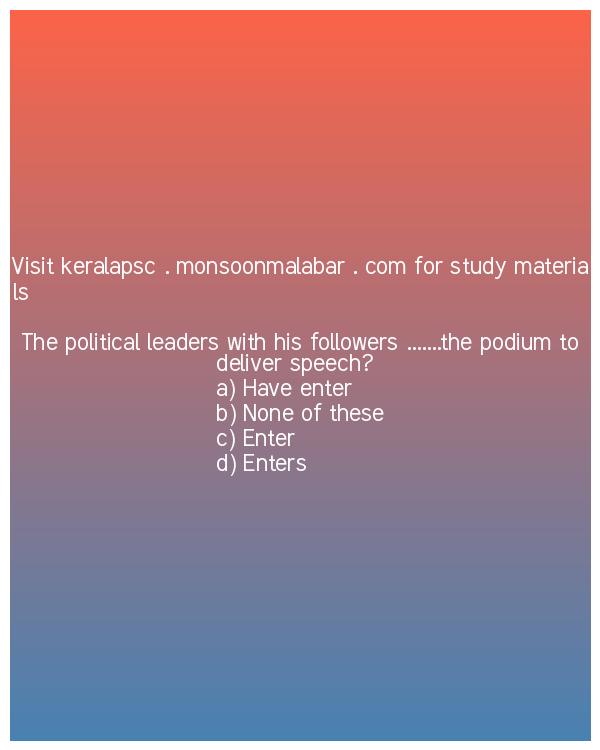 Visit keralapsc . monsoonmalabar . com for study materia
ls
The political leaders with his followers .......the podium to
deliver speech?
a) Have enter
b) None of these
c) Enter
d) Enters